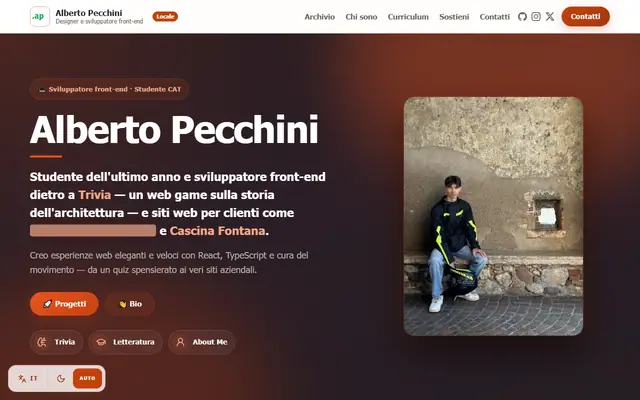 .ap
Alberto Pecchini
Designer e sviluppatore front-end
Locale
Archivio
Chi sono
Curriculum
Sostieni
Contatti
Contatti
Sviluppatore front-end · Studente CAT
Alberto Pecchini
Studente dell'ultimo anno e sviluppatore front-end
dietro a Trivia — un web game sulla storia
dell'architettura — e siti web per clienti come
e Cascina Fontana.
Creo esperienze web eleganti e veloci con React, TypeScript e cura del
movimento — da un quiz spensierato ai veri siti aziendali.
🚀 Progetti
👋 Bio
Trivia
Letteratura
About Me
IT
AUTO